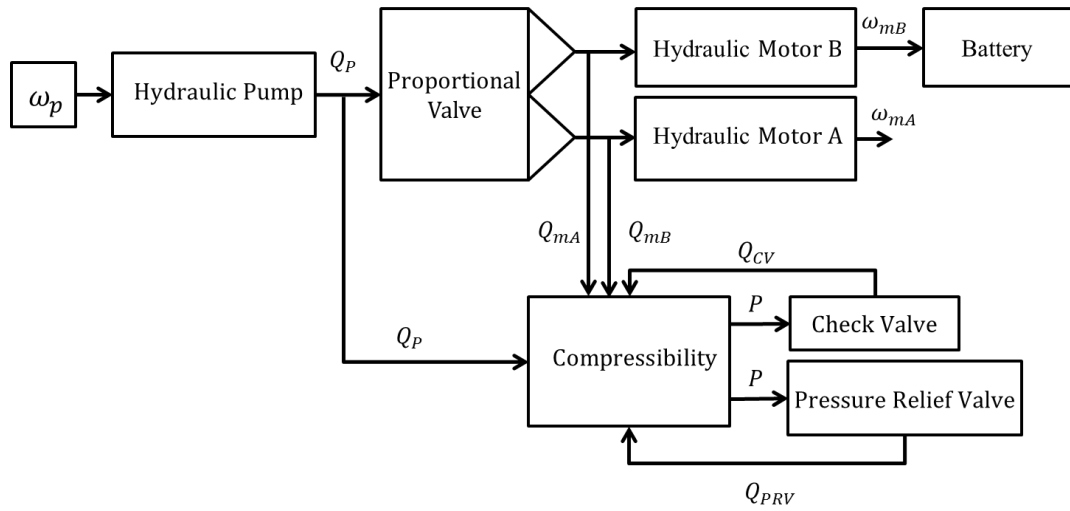 ω_p
Hydraulic Pump
Q_P
Proportional
Valve
Hydraulic Motor B
ω_mB
Battery
Hydraulic Motor A
ω_mA
Q_mA
Q_mB
Q_CV
Q_P
Compressibility
P
Check Valve
P
Pressure Relief Valve
Q_PRV